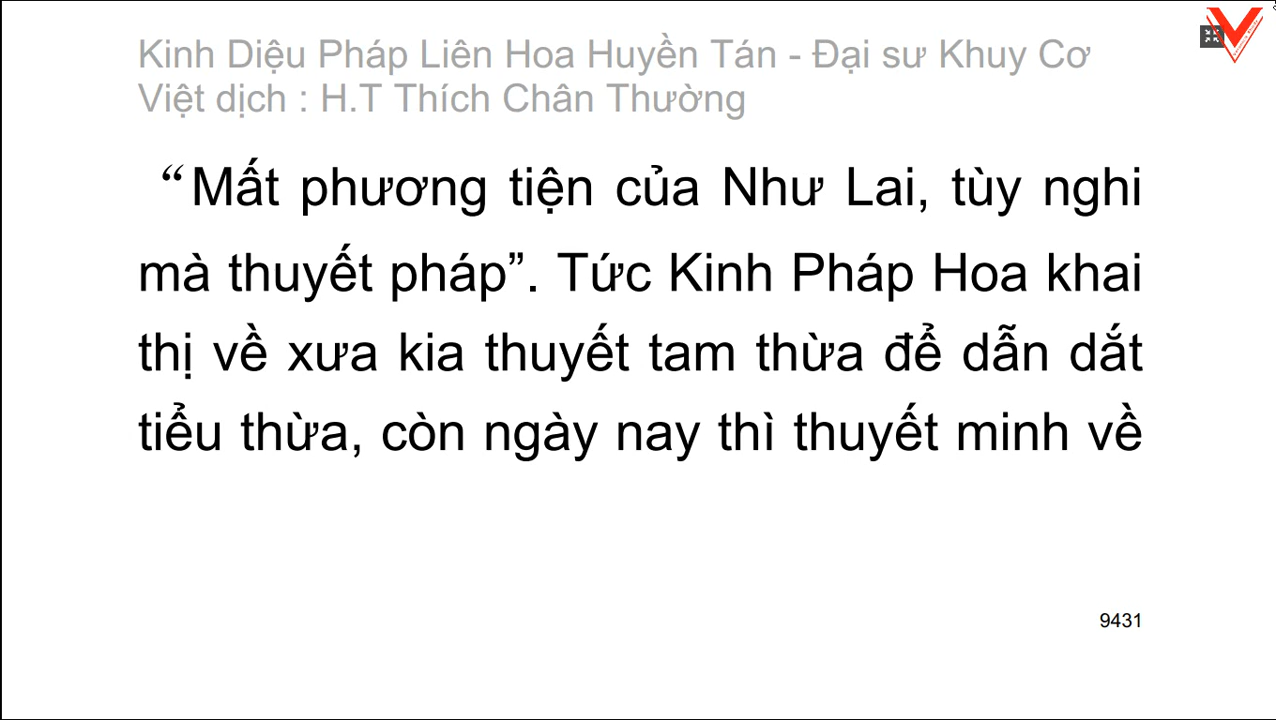 Kinh Diệu Pháp Liên Hoa Huyền Tán - Đại sư Khuy Cơ
Việt dịch : H.T Thích Chân Thường
“Mất phương tiện của Như Lai, tùy nghi
mà thuyết pháp”. Tức Kinh Pháp Hoa khai
thị về xưa kia thuyết tam thừa để dẫn dắt
tiểu thừa, còn ngày nay thì thuyết minh về
9431